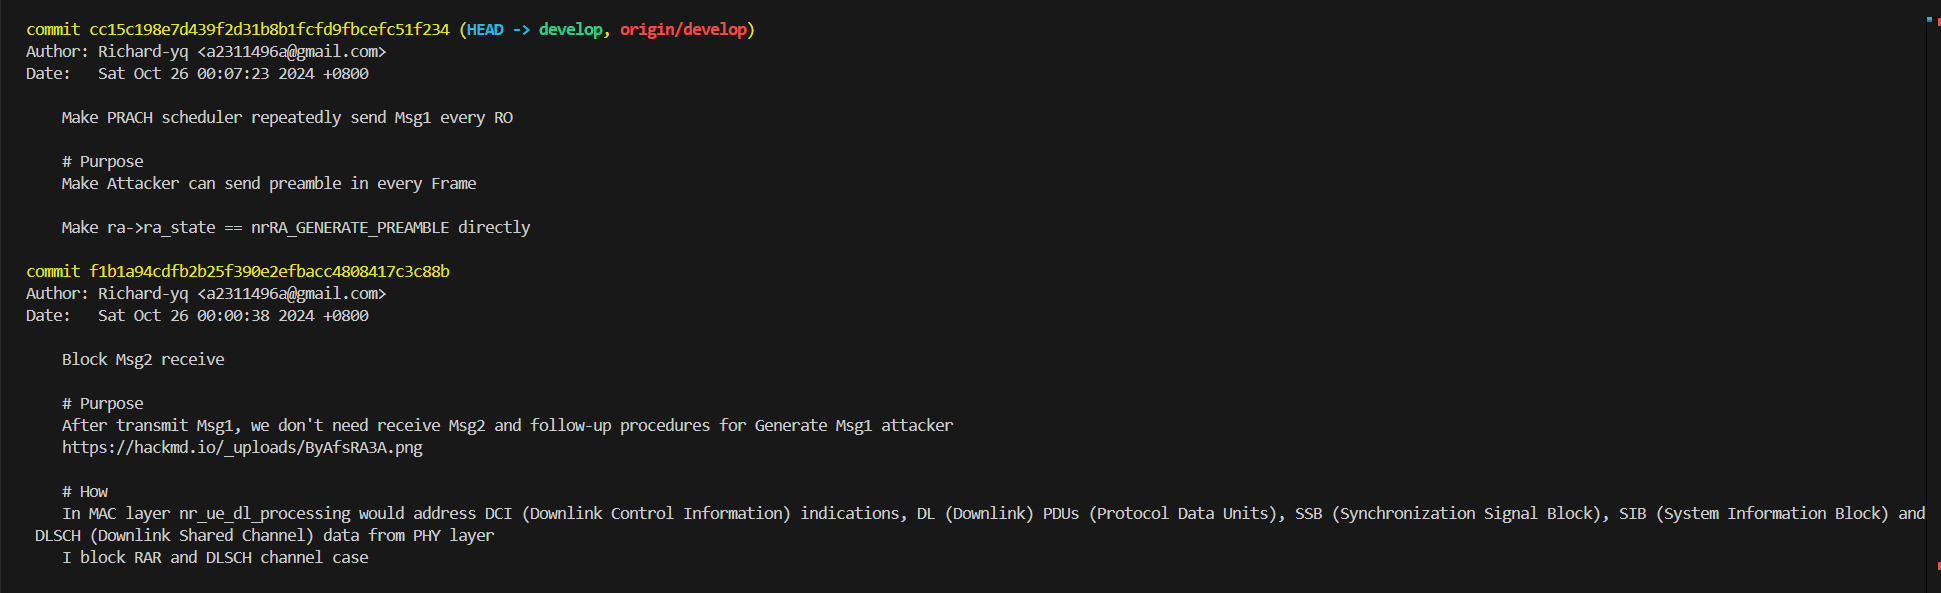 commit cc15c198e7d439f2d31b8b1fcfd9fbcefc51f234 (HEAD -> develop, origin/develop)
Author: Richard-yq <a2311496a@gmail.com>
Date:   Sat Oct 26 00:07:23 2024 +0800
Make PRACH scheduler repeatedly send Msg1 every RO
# Purpose
Make Attacker can send preamble in every Frame
Make ra->ra_state == nrRA_GENERATE_PREAMBLE directly
commit f1b1a94cdfb2b25f390e2efbacc4808417c3c88b
Author: Richard-yq <a2311496a@gmail.com>
Date:   Sat Oct 26 00:00:38 2024 +0800
Block Msg2 receive
# Purpose
After transmit Msg1, we don't need receive Msg2 and follow-up procedures for Generate Msg1 attacker
https://hackmd.io/_uploads/ByAfsRA3A.png
# How
In MAC layer nr_ue_dl_processing would address DCI (Downlink Control Information) indications, DL (Downlink) PDUs (Protocol Data Units), SSB (Synchronization Signal Block), SIB (System Information Block) and
DLSCH (Downlink Shared Channel) data from PHY layer
I block RAR and DLSCH channel case